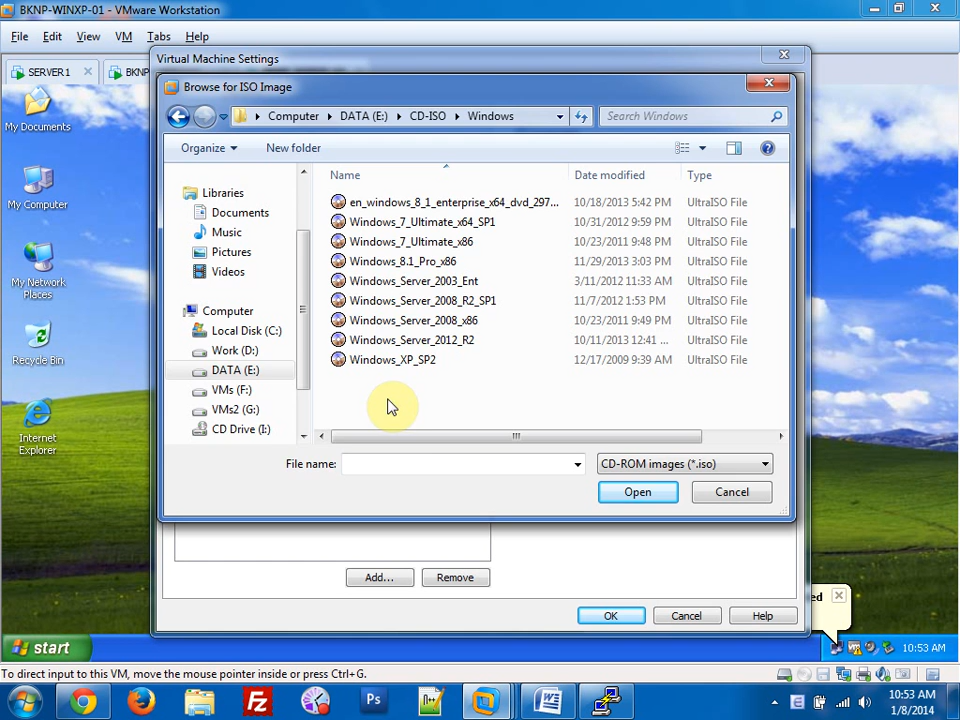 BKNP-WINXP-01 - VMware Workstation
File Edit View VM Tabs Help
SERVER1 BKNP
Virtual Machine Settings
Browse for ISO Image
Computer DATA (E:) CD-ISO Windows Search Windows
Organize New folder
Name Date modified Type
en_windows_8_1_enterprise_x64_dvd_297... 10/18/2013 5:42 PM UltraISO File
Windows_7_Ultimate_x64_SP1 10/31/2012 9:59 PM UltraISO File
Windows_7_Ultimate_x86 10/23/2011 9:48 PM UltraISO File
Windows_8.1_Pro_x86 11/29/2013 3:03 PM UltraISO File
Windows_Server_2003_Ent 3/11/2012 11:33 AM UltraISO File
Windows_Server_2008_R2_SP1 11/7/2012 1:53 PM UltraISO File
Windows_Server_2008_x86 10/23/2011 9:49 PM UltraISO File
Windows_Server_2012_R2 10/11/2013 12:41 ... UltraISO File
Windows_XP_SP2 12/17/2009 9:39 AM UltraISO File
Libraries
Documents
Music
Pictures
Videos
Computer
Local Disk (C:)
Work (D:)
DATA (E:)
VMs (F:)
VMs2 (G:)
CD Drive (I:)
File name: CD-ROM images (*.iso)
Open Cancel
Add... Remove
OK Cancel Help
My Documents
My Computer
My Network
Places
Recycle Bin
Internet
Explorer
ed
start 10:53 AM
To direct input to this VM, move the mouse pointer inside or press Ctrl+G.
Fz Ps W E
10:53 AM
1/8/2014